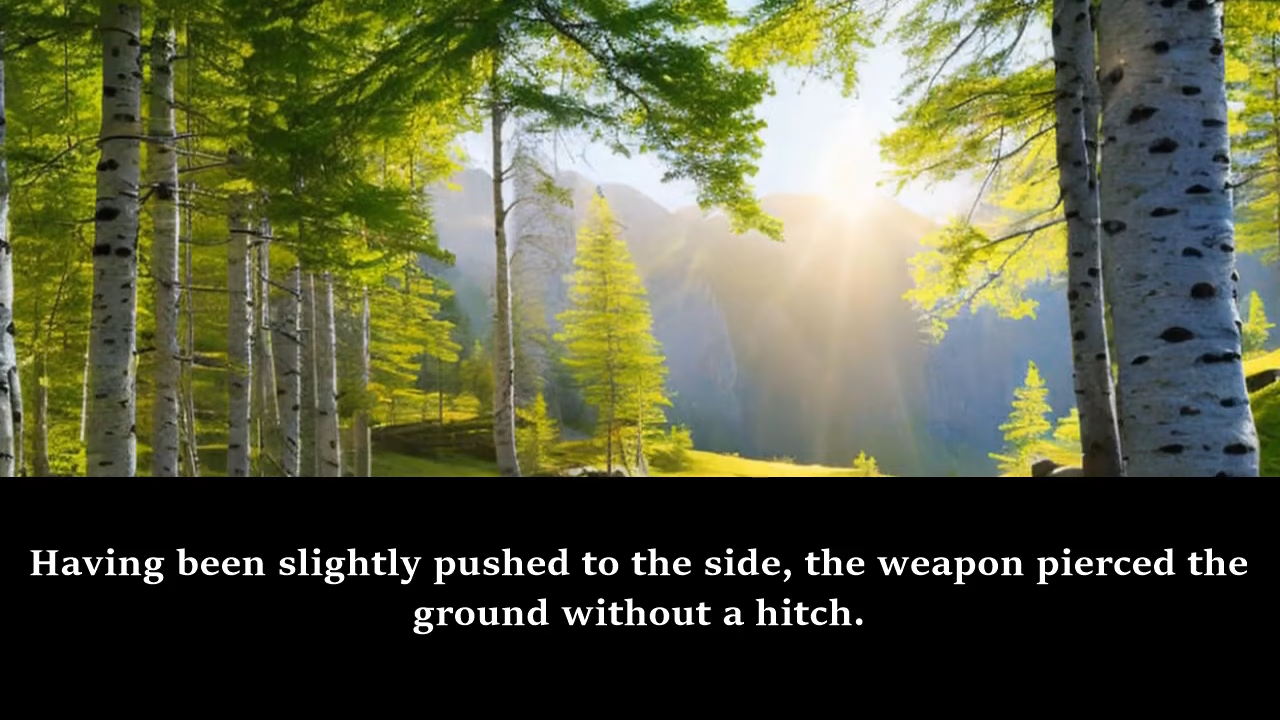 Having been slightly pushed to the side, the weapon pierced the
ground without a hitch.